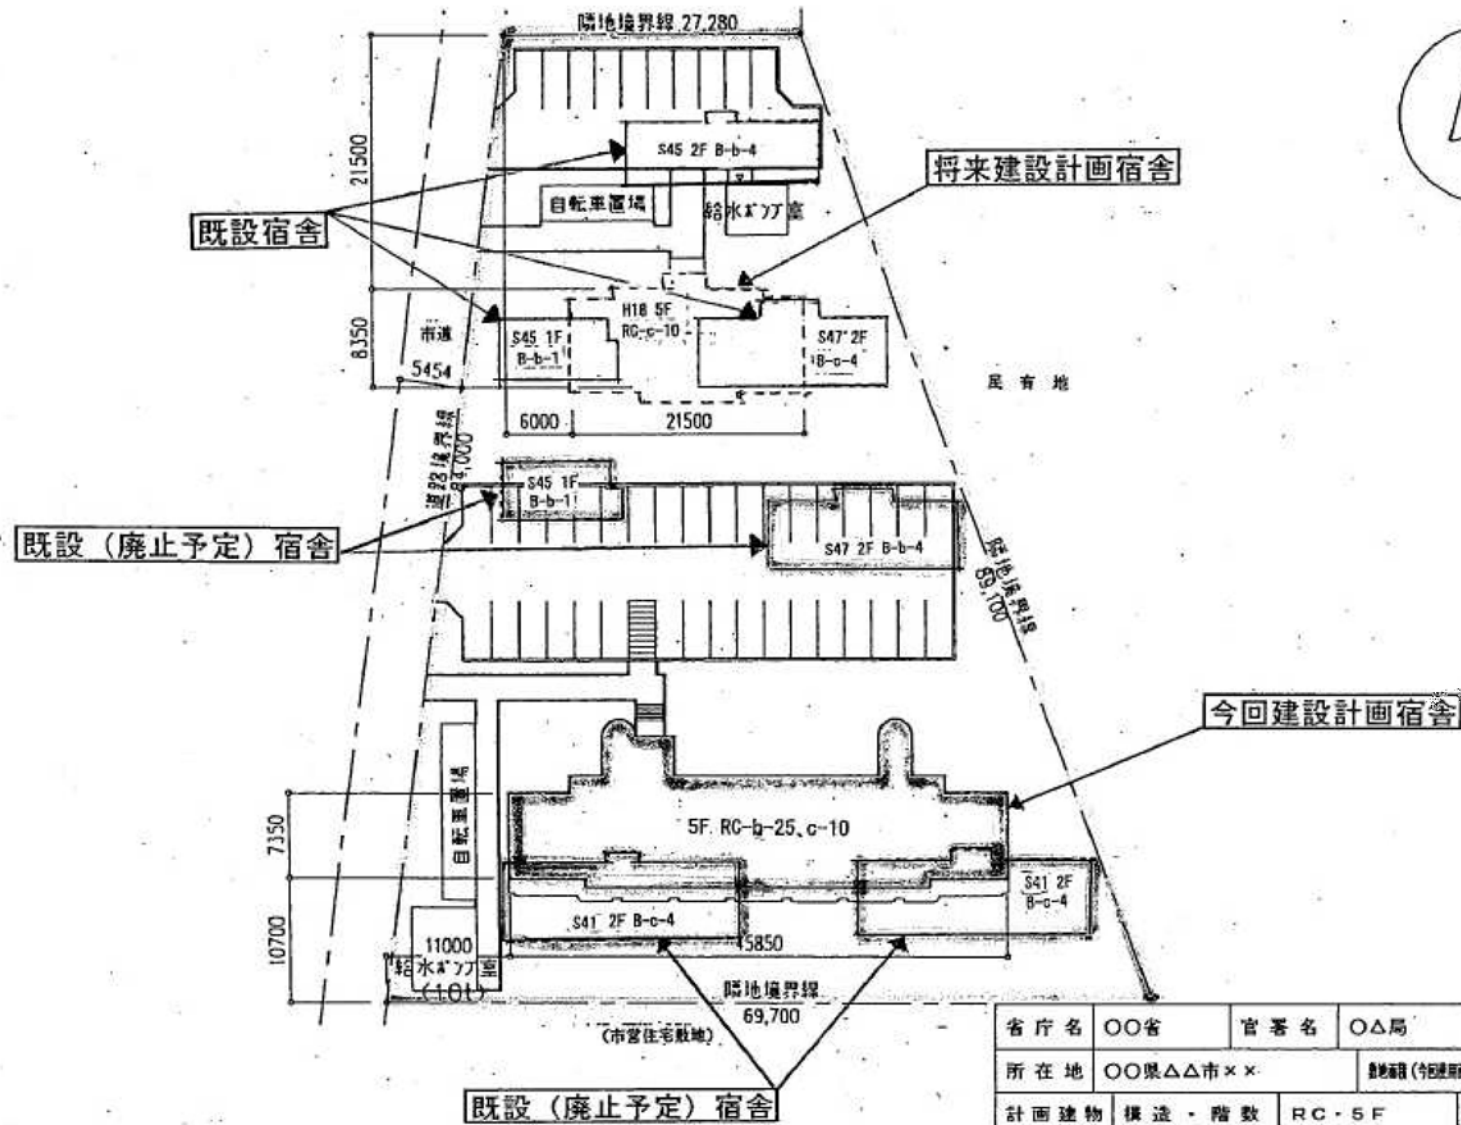 隣地境界線 27,280
21500
S45 2F B-b-4
将来建設計画宿舎
自転車置場
給水ポンプ室
既設宿舎
H18 5F
RC-c-10
8350
市道
5454
S45 1F
B-b-1
S47 2F
B-c-4
民有地
6000
21500
道路境界線
84,000
S45 1F
B-b-1
既設（廃止予定）宿舎
S47 2F B-b-4
隣地境界線
89,100
今回建設計画宿舎
自転車置場
7350
5F. RC-b-25、c-10
S41 2F
B-c-4
S41 2F B-c-4
10700
11000
45850
給水ポンプ室
(10t)
隣地境界線
69,700
(市営住宅敷地)
既設（廃止予定）宿舎
省庁名 〇〇省 官署名 〇△局
所在地 〇〇県△△市××
計画建物 構造・階数 RC・5F